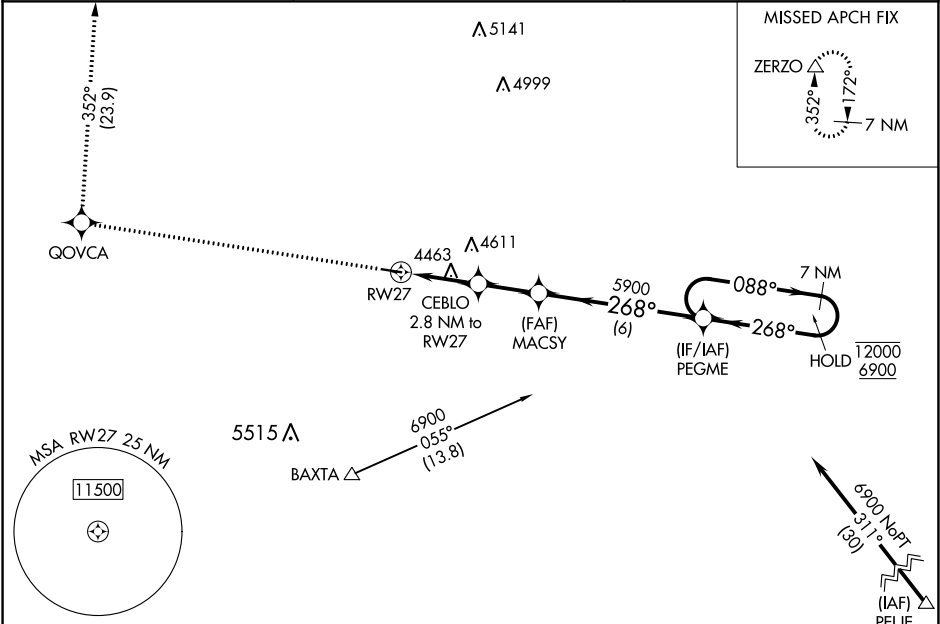 5141
4999
MISSED APCH FIX
ZERZO
352°
172°
7 NM
352°
(23.9)
QOVCA
RW27
4463
4611
CEBLO
2.8 NM to
RW27
(FAF)
MACSY
5900
268°
(6)
(IF/IAF)
PEGME
088°
7 NM
268°
HOLD
12000
6900
5515
BAXTA
6900
055°
(13.8)
MSA RW27 25 NM
11500
6900 NoPT
311°
(30)
(IAF)